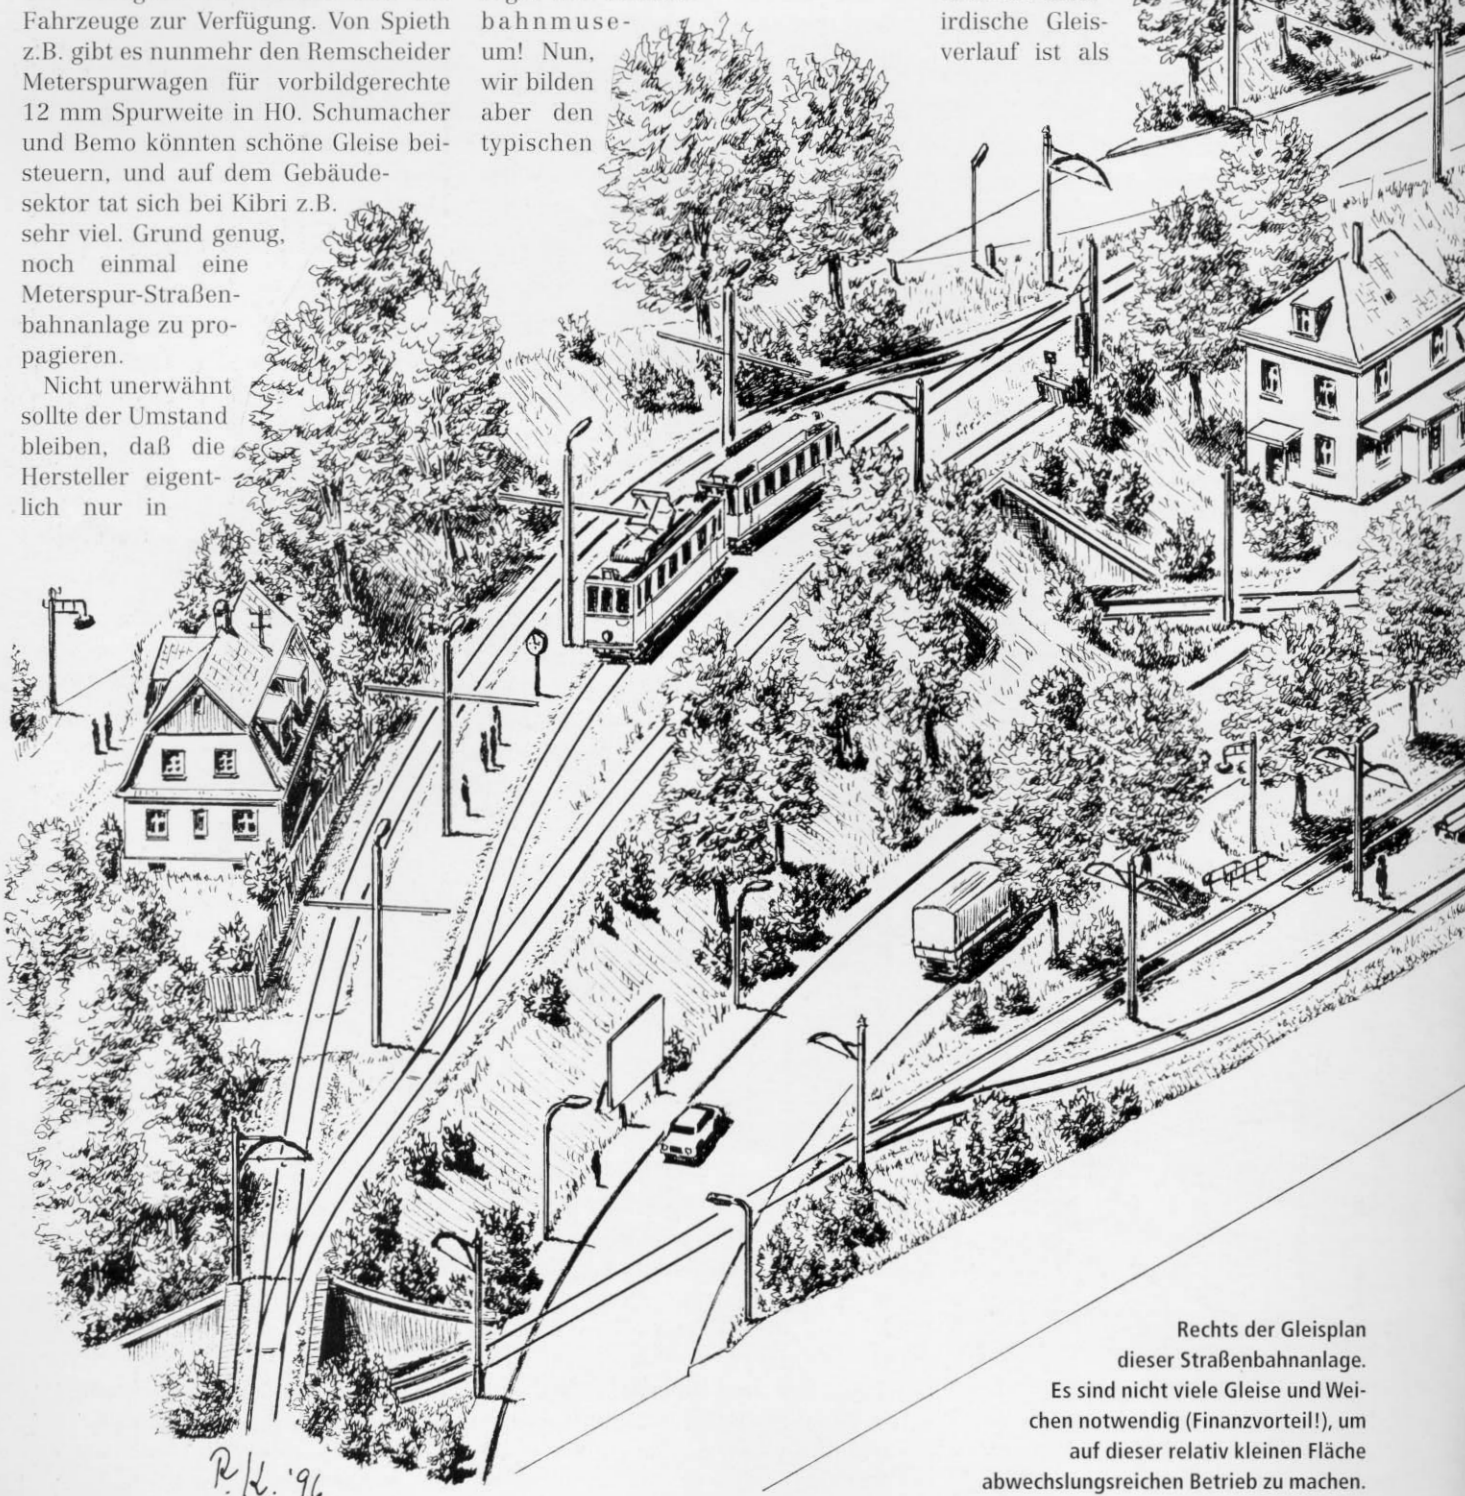 Fahrzeuge zur Verfügung. Von Spieth
z.B. gibt es nunmehr den Remscheider
Meterspurwagen für vorbildgerechte
12 mm Spurweite in H0. Schumacher
und Bemo könnten schöne Gleise bei-
steuern, und auf dem Gebäude-
sektor tat sich bei Kibri z.B.
sehr viel. Grund genug,
noch einmal eine
Meterspur-Straßen-
bahnanlage zu pro-
pagieren.
Nicht unerwähnt
sollte der Umstand
bleiben, daß die
Hersteller eigent-
lich nur in
bahnmuse-
um! Nun,
wir bilden
aber den
typischen
irdische Gleis-
verlauf ist als
Rechts der Gleisplan
dieser Straßenbahnanlage.
Es sind nicht viele Gleise und Wei-
chen notwendig (Finanzvorteil!), um
auf dieser relativ kleinen Fläche
abwechslungsreichen Betrieb zu machen.
R.K. '96